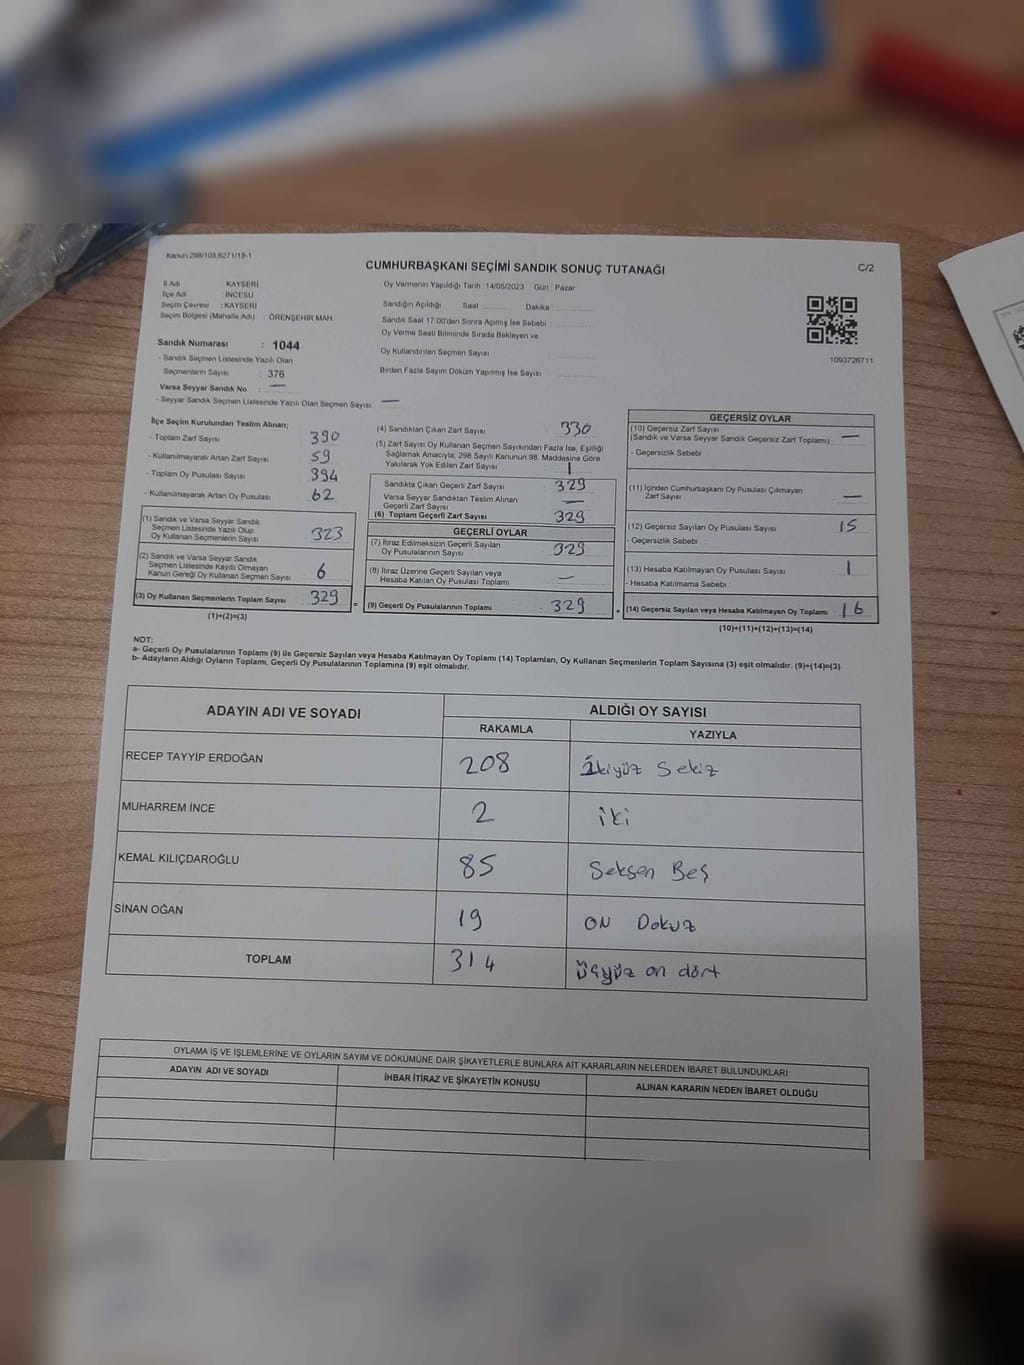 Kanun 298/105,6271/18-1
CUMHURBAŞKANI SEÇİMİ SANDIK SONUÇ TUTANAĞI
C/2
İl Adı : KAYSERİ
İlçe Adı : İNCESU
Seçim Çevresi : KAYSERİ
Seçim Bölgesi (Mahalle Adı) : ÖRENŞEHİR MAH.
Oy Vermenin Yapıldığı Tarih : 14/05/2023 Gün : Pazar
Sandığın Açıldığı Saat ........ Dakika :
Sandık Saat 17:00'den Sonra Açılmış İse Sebebi :
Oy Verme Saati Bitiminde Sırada Bekleyen ve
Oy Kullandırılan Seçmen Sayısı :
Birden Fazla Sayım Döküm Yapılmış İse Sayısı :
1093726711
Sandık Numarası : 1044
- Sandık Seçmen Listesinde Yazılı Olan
Seçmenlerin Sayısı : 376
Varsa Seyyar Sandık No : —
- Seyyar Sandık Seçmen Listesinde Yazılı Olan Seçmen Sayısı: —
İlçe Seçim Kurulundan Teslim Alınan;
- Toplam Zarf Sayısı 390
- Kullanılmayarak Artan Zarf Sayısı 59
- Toplam Oy Pusulası Sayısı 394
- Kullanılmayarak Artan Oy Pusulası 62
(1) Sandık ve Varsa Seyyar Sandık
Seçmen Listesinde Yazılı Olup
Oy Kullanan Seçmenlerin Sayısı 323
(2) Sandık ve Varsa Seyyar Sandık
Seçmen Listesinde Kayıtlı Olmayan
Kanun Gereği Oy Kullanan Seçmen Sayısı 6
(3) Oy Kullanan Seçmenlerin Toplam Sayısı 329
(1)+(2)=(3)
(4) Sandıktan Çıkan Zarf Sayısı 330
(5) Zarf Sayısı Oy Kullanan Seçmen Sayısından Fazla İse, Eşitliği
Sağlamak Amacıyla, 298 Sayılı Kanunun 98. Maddesine Göre
Yakılarak Yok Edilen Zarf Sayısı 1
Sandıkta Çıkan Geçerli Zarf Sayısı : 329
Varsa Seyyar Sandıktan Teslim Alınan
Geçerli Zarf Sayısı —
(6) Toplam Geçerli Zarf Sayısı 329
GEÇERLİ OYLAR
(7) İtiraz Edilmeksizin Geçerli Sayılan
Oy Pusulalarının Sayısı 329
(8) İtiraz Üzerine Geçerli Sayılan veya
Hesaba Katılan Oy Pusulası Toplamı —
= (9) Geçerli Oy Pusulalarının Toplamı : 329
GEÇERSİZ OYLAR
(10) Geçersiz Zarf Sayısı
(Sandık ve Varsa Seyyar Sandık Geçersiz Zarf Toplamı) —
- Geçersizlik Sebebi :
(11) İçinden Cumhurbaşkanı Oy Pusulası Çıkmayan
Zarf Sayısı —
(12) Geçersiz Sayılan Oy Pusulası Sayısı 15
- Geçersizlik Sebebi :
(13) Hesaba Katılmayan Oy Pusulası Sayısı 1
- Hesaba Katılmama Sebebi :
+ (14) Geçersiz Sayılan veya Hesaba Katılmayan Oy Toplamı 16
(10)+(11)+(12)+(13)=(14)
NOT:
a- Geçerli Oy Pusulalarının Toplamı (9) ile Geçersiz Sayılan veya Hesaba Katılmayan Oy Toplamı (14) Toplamları, Oy Kullanan Seçmenlerin Toplam Sayısına (3) eşit olmalıdır. (9)+(14)=(3)
b- Adayların Aldığı Oyların Toplamı, Geçerli Oy Pusulalarının Toplamına (9) eşit olmalıdır.
ADAYIN ADI VE SOYADI
ALDIĞI OY SAYISI
RAKAMLA YAZIYLA
RECEP TAYYİP ERDOĞAN 208 İkiyüz Sekiz
MUHARREM İNCE 2 iki
KEMAL KILIÇDAROĞLU 85 Seksen Beş
SİNAN OĞAN 19 ON Dokuz
TOPLAM 314 üçyüz on dört
OYLAMA İŞ VE İŞLEMLERİNE VE OYLARIN SAYIM VE DÖKÜMÜNE DAİR ŞİKAYETLERLE BUNLARA AİT KARARLARIN NELERDEN İBARET BULUNDUKLARI
ADAYIN ADI VE SOYADI İHBAR İTİRAZ VE ŞİKAYETİN KONUSU ALINAN KARARIN NEDEN İBARET OLDUĞU